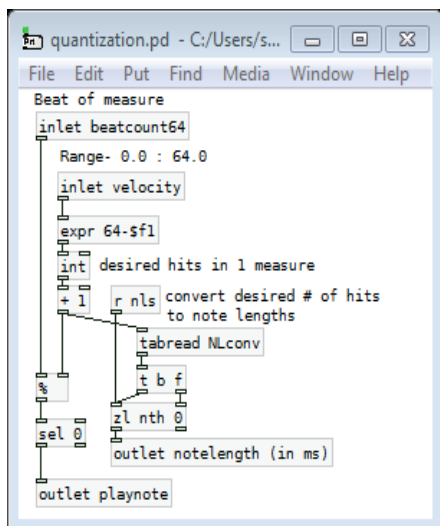 quantization.pd - C:/Users/s...
File Edit Put Find Media Window Help
Beat of measure
inlet beatcount64
Range- 0.0 : 64.0
inlet velocity
expr 64-$f1
int desired hits in 1 measure
+ 1 r nls convert desired # of hits
to note lengths
tabread NLconv
t b f
%
zl nth 0
sel 0
outlet notelength (in ms)
outlet playnote